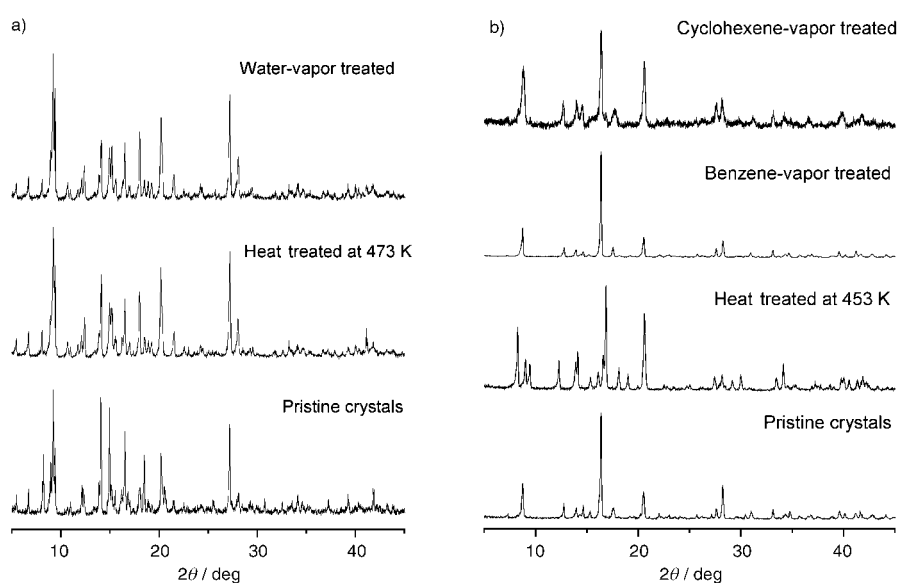 a)
Water-vapor treated
Heat treated at 473 K
Pristine crystals
10 20 30 40
2θ / deg
b)
Cyclohexene-vapor treated
Benzene-vapor treated
Heat treated at 453 K
Pristine crystals
10 20 30 40
2θ / deg